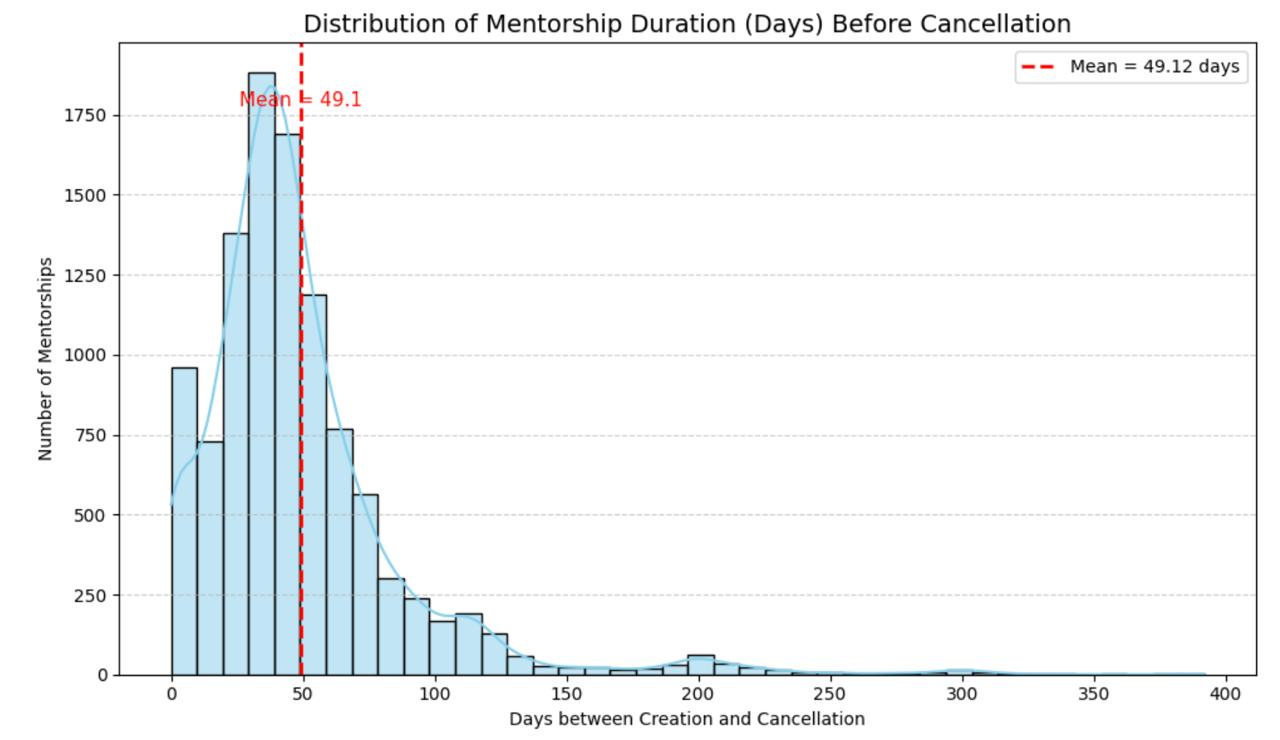 Distribution of Mentorship Duration (Days) Before Cancellation
Mean = 49.12 days
Mean = 49.1
Number of Mentorships
1750
1500
1250
1000
750
500
250
0
0 50 100 150 200 250 300 350 400
Days between Creation and Cancellation